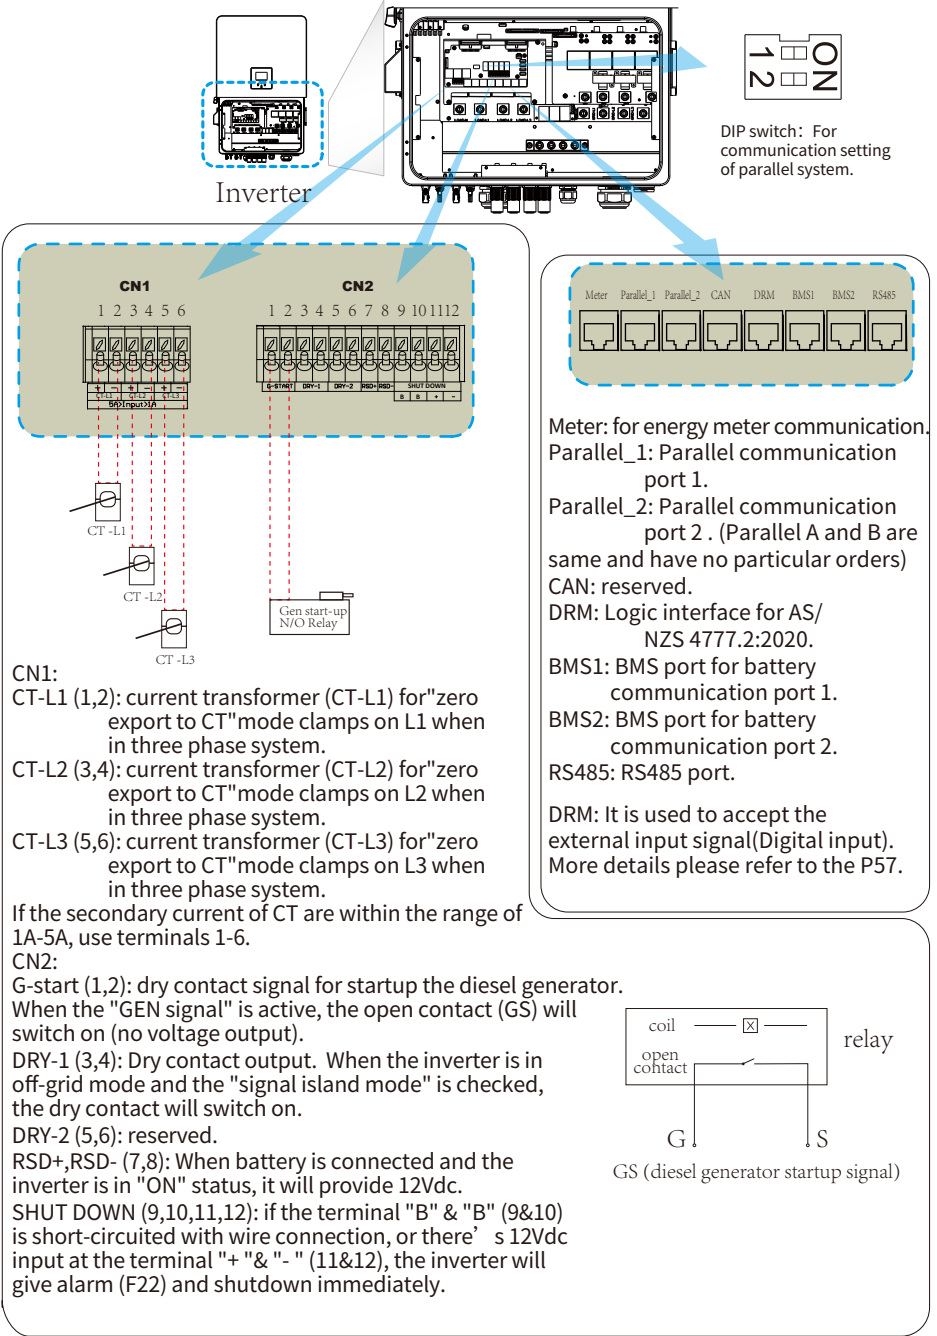 ON
1 2
DIP switch: For
communication setting
of parallel system.
Inverter
CN1
1 2 3 4 5 6
+ - + - + -
CT-L1 CT-L2 CT-L3
5A>Input>1A
CN2
1 2 3 4 5 6 7 8 9 10 11 12
G-START DRY-1 DRY-2 RSD+ RSD- SHUT DOWN
B B + -
CT -L1
CT -L2
CT -L3
Gen start-up
N/O Relay
Meter Parallel_1 Parallel_2 CAN DRM BMS1 BMS2 RS485
Meter: for energy meter communication.
Parallel_1: Parallel communication
port 1.
Parallel_2: Parallel communication
port 2 . (Parallel A and B are
same and have no particular orders)
CAN: reserved.
DRM: Logic interface for AS/
NZS 4777.2:2020.
BMS1: BMS port for battery
communication port 1.
BMS2: BMS port for battery
communication port 2.
RS485: RS485 port.
DRM: It is used to accept the
external input signal(Digital input).
More details please refer to the P57.
CN1:
CT-L1 (1,2): current transformer (CT-L1) for"zero
export to CT"mode clamps on L1 when
in three phase system.
CT-L2 (3,4): current transformer (CT-L2) for"zero
export to CT"mode clamps on L2 when
in three phase system.
CT-L3 (5,6): current transformer (CT-L3) for"zero
export to CT"mode clamps on L3 when
in three phase system.
If the secondary current of CT are within the range of
1A-5A, use terminals 1-6.
CN2:
G-start (1,2): dry contact signal for startup the diesel generator.
When the "GEN signal" is active, the open contact (GS) will
switch on (no voltage output).
DRY-1 (3,4): Dry contact output. When the inverter is in
off-grid mode and the "signal island mode" is checked,
the dry contact will switch on.
DRY-2 (5,6): reserved.
RSD+,RSD- (7,8): When battery is connected and the
inverter is in "ON" status, it will provide 12Vdc.
SHUT DOWN (9,10,11,12): if the terminal "B" & "B" (9&10)
is short-circuited with wire connection, or there’s 12Vdc
input at the terminal "+ "& "- " (11&12), the inverter will
give alarm (F22) and shutdown immediately.
coil
open
contact
relay
G S
GS (diesel generator startup signal)